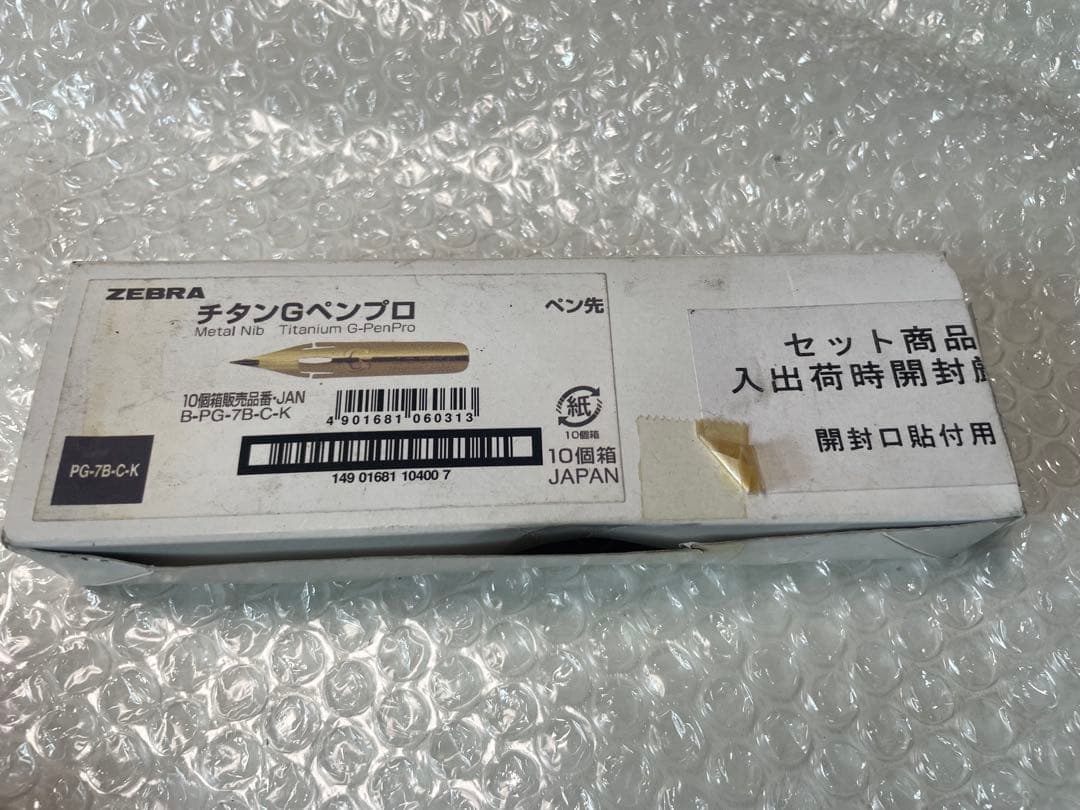 ZEBRA
チタンGペンプロ
Metal Nib Titanium G-PenPro
ペン先
10個箱販売品番・JAN
B-PG-7B-C-K
4 901681 060313
紙
10個箱
PG-7B-C-K
149 01681 10400 7
10個箱
JAPAN
セット商品
入出荷時開封厳
開封口貼付用